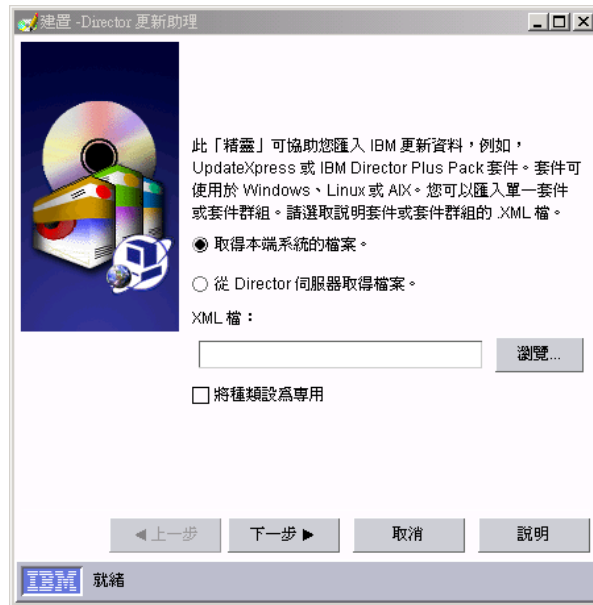 建置 -Director 更新助理
此「精靈」可協助您匯入 IBM 更新資料，例如，
UpdateXpress 或 IBM Director Plus Pack 套件。套件可
使用於 Windows、Linux 或 AIX。您可以匯入單一套件
或套件群組。請選取說明套件或套件群組的 .XML 檔。
取得本端系統的檔案。
從 Director 伺服器取得檔案。
XML 檔：
瀏覽...
將種類設爲專用
◀ 上一步
下一步 ▶
取消
說明
IBM
就緒